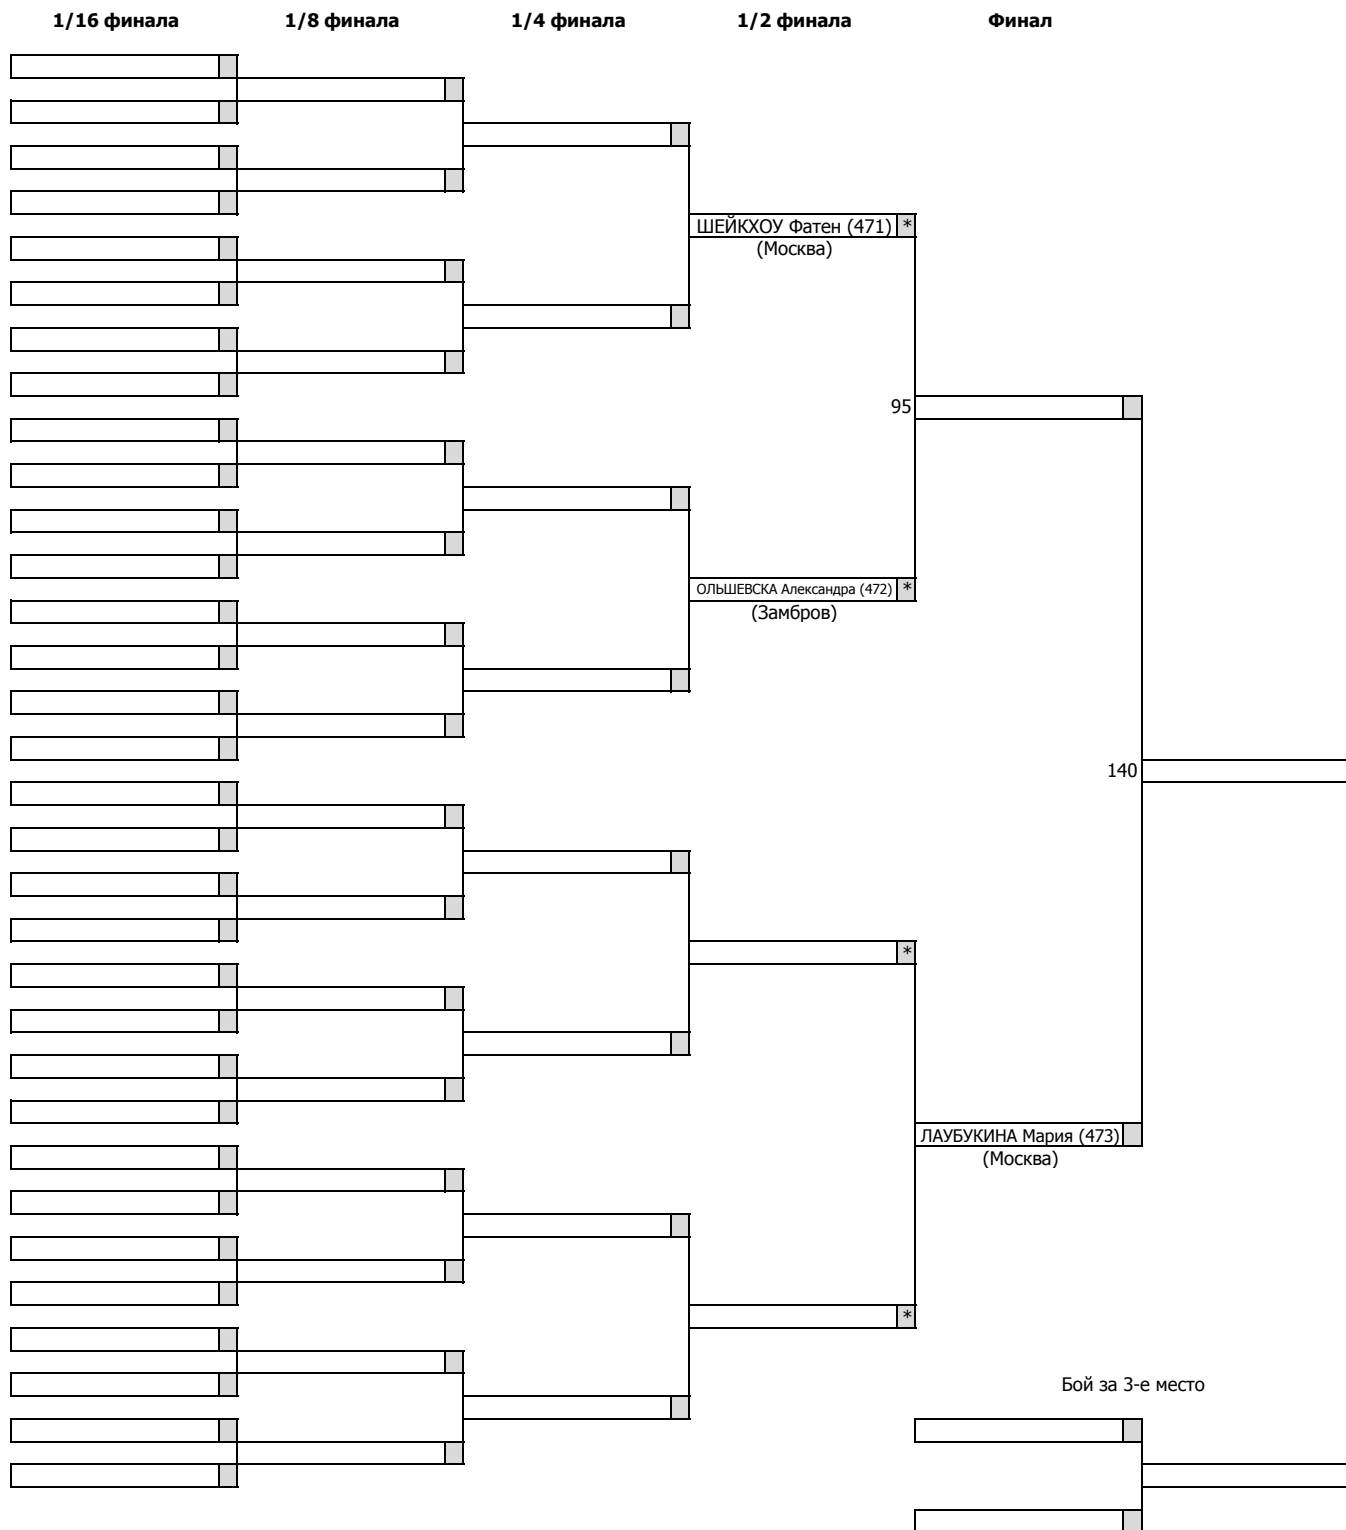 1/16 финала 1/8 финала 1/4 финала 1/2 финала Финал
ШЕЙКХОУ Фатен (471) *
(Москва)
95
ОЛЬШЕВСКА Александра (472) *
(Замбров)
140
*
ЛАУБУКИНА Мария (473)
(Москва)
*
Бой за 3-е место